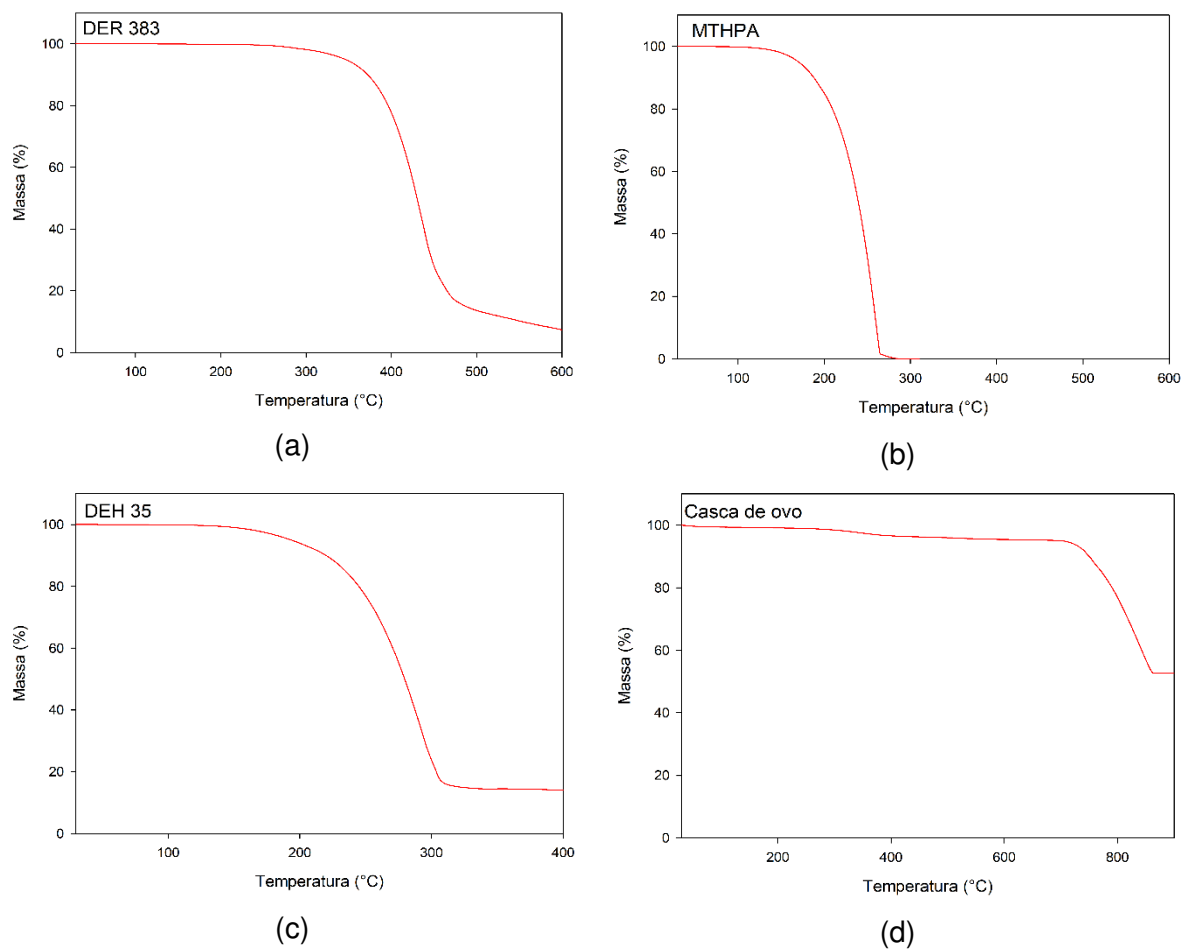 DER 383
100
80
60
40
20
0
Massa (%)
100 200 300 400 500 600
Temperatura (°C)
(a)
MTHPA
100
80
60
40
20
0
Massa (%)
100 200 300 400 500 600
Temperatura (°C)
(b)
DEH 35
100
80
60
40
20
0
Massa (%)
100 200 300 400
Temperatura (°C)
(c)
Casca de ovo
100
80
60
40
20
0
Massa (%)
200 400 600 800
Temperatura (°C)
(d)